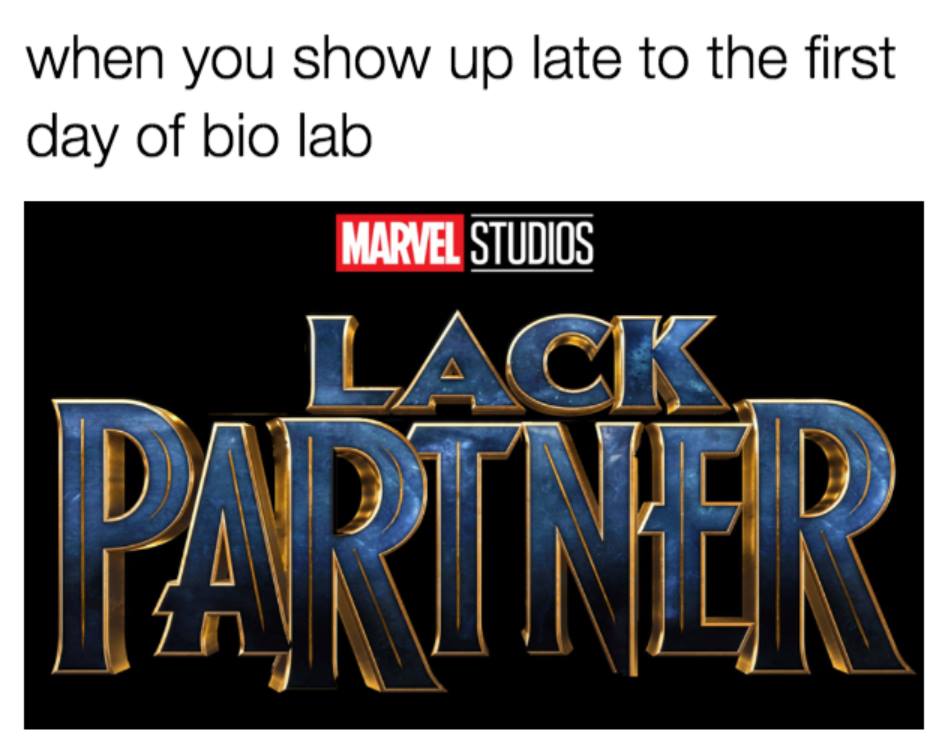 when you show up late to the first
day of bio lab
MARVEL STUDIOS
LACK
PARTNER